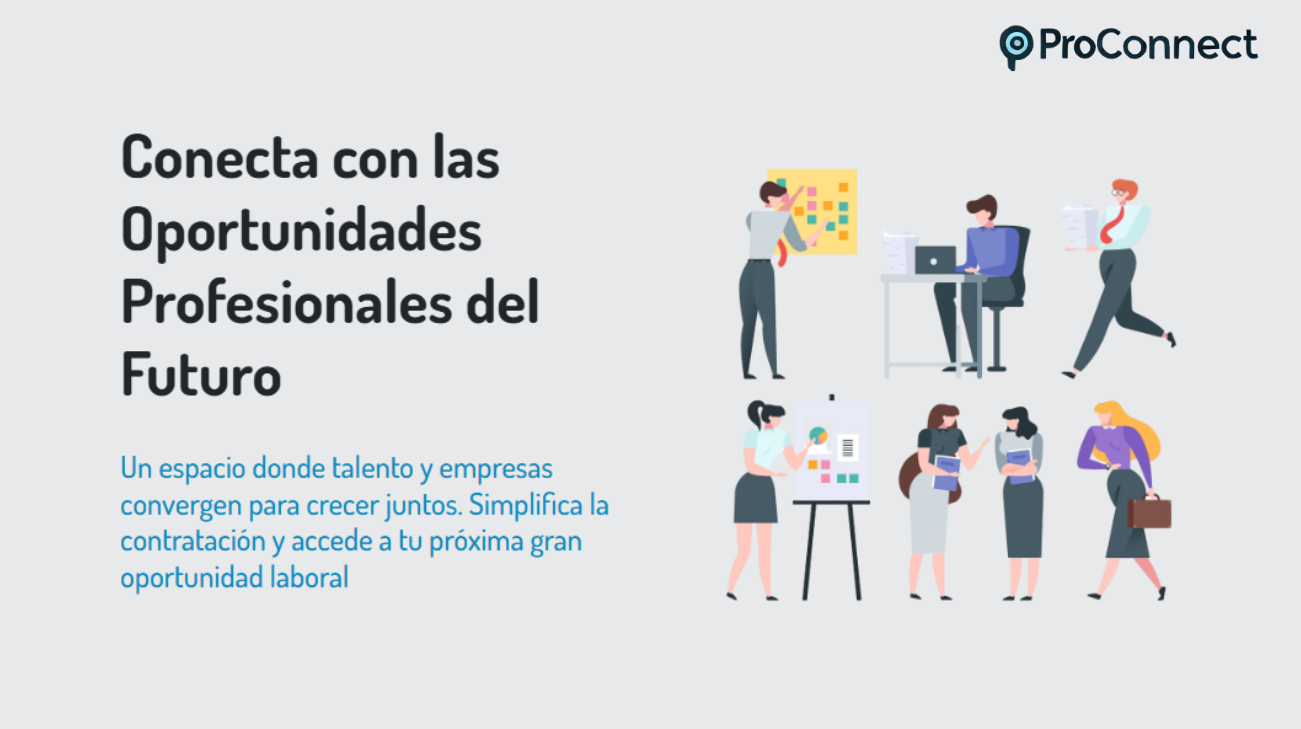 ProConnect
Conecta con las
Oportunidades
Profesionales del
Futuro
Un espacio donde talento y empresas
convergen para crecer juntos. Simplifica la
contratación y accede a tu próxima gran
oportunidad laboral